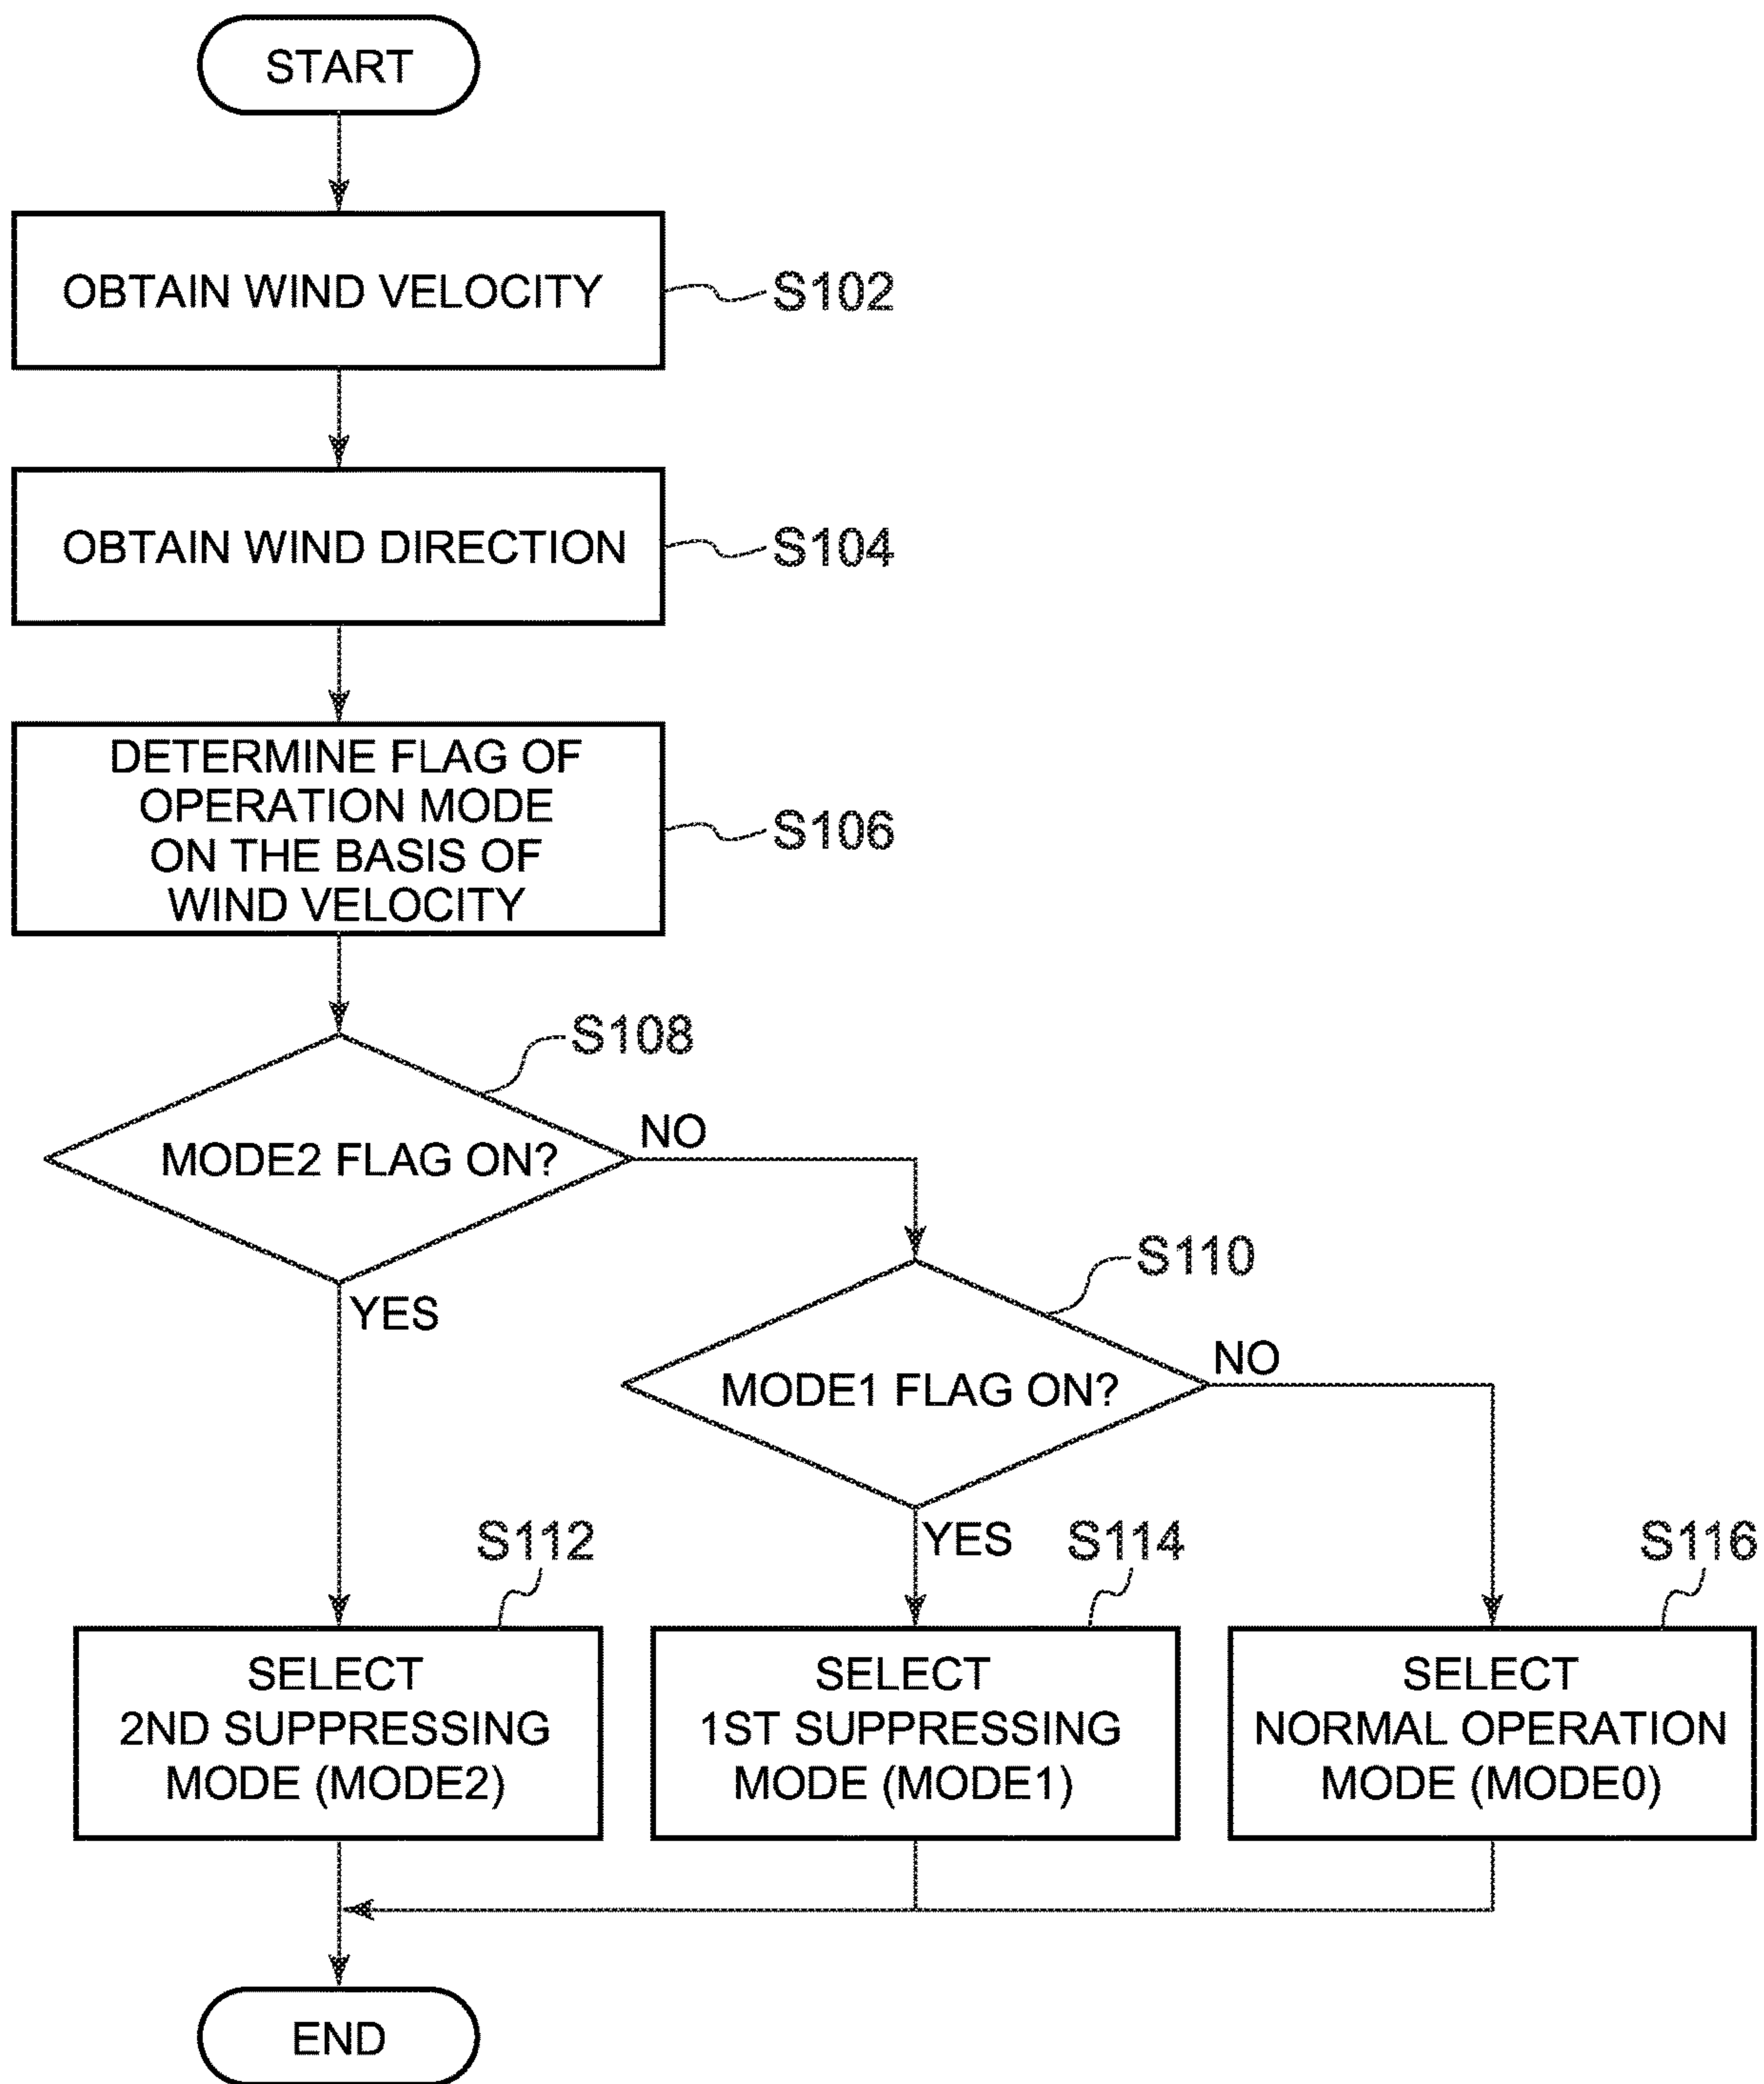 START
OBTAIN WIND VELOCITY
S102
OBTAIN WIND DIRECTION
S104
DETERMINE FLAG OF
OPERATION MODE
ON THE BASIS OF
WIND VELOCITY
S106
S108
MODE2 FLAG ON?
NO
YES
S110
MODE1 FLAG ON?
NO
YES
S112
SELECT
2ND SUPPRESSING
MODE (MODE2)
S114
SELECT
1ST SUPPRESSING
MODE (MODE1)
S116
SELECT
NORMAL OPERATION
MODE (MODE0)
END